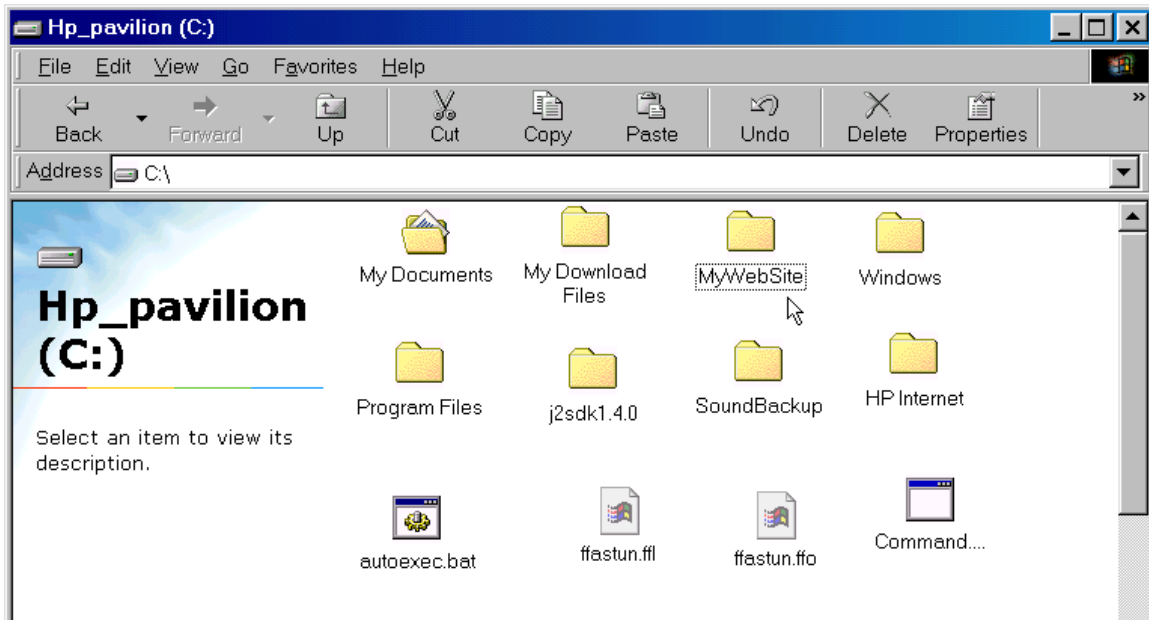 Hp_pavilion (C:)
File Edit View Go Favorites Help
Back Forward Up Cut Copy Paste Undo Delete Properties »
Address C:\
Hp_pavilion
(C:)
Select an item to view its
description.
My Documents
My Download
Files
MyWebSite
Windows
Program Files
j2sdk1.4.0
SoundBackup
HP Internet
autoexec.bat
ffastun.ffl
ffastun.ffo
Command....